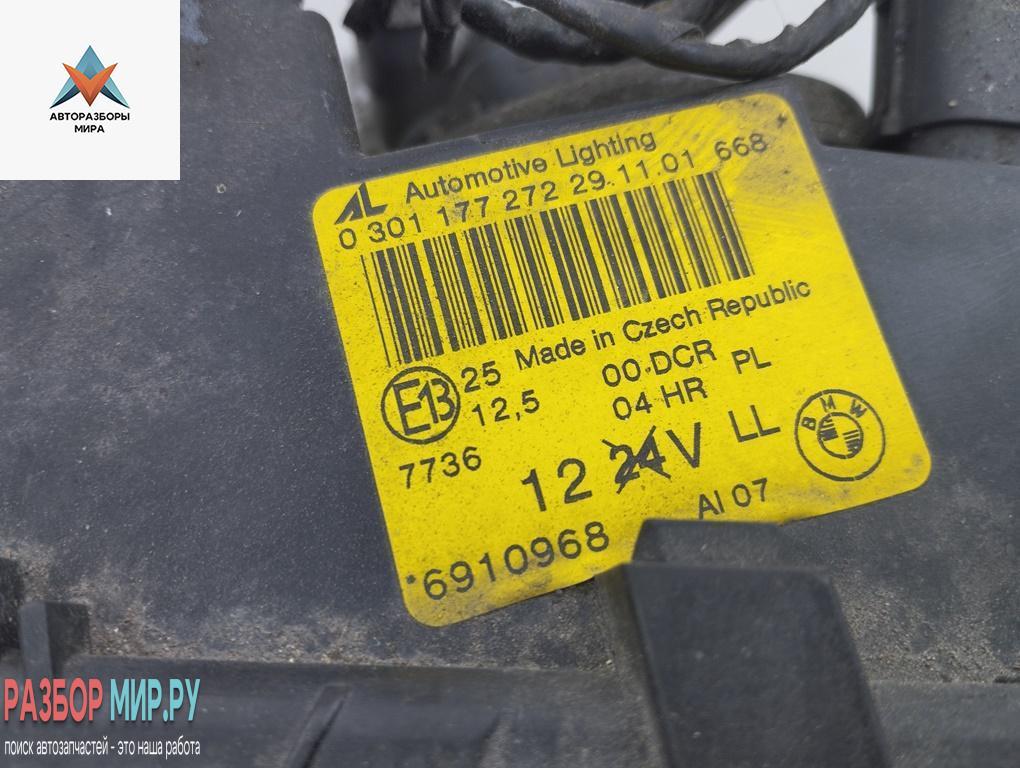 АВТОРАЗБОРЫ
МИРА
AL Automotive Lighting
0 301 177 272 29.11.01 668
Made in Czech Republic
E13 25 00.DCR PL
12,5 04 HR
7736
12 24 V LL
BMW
AI 07
*6910968
РАЗБОР МИР.РУ
поиск автозапчастей - это наша работа